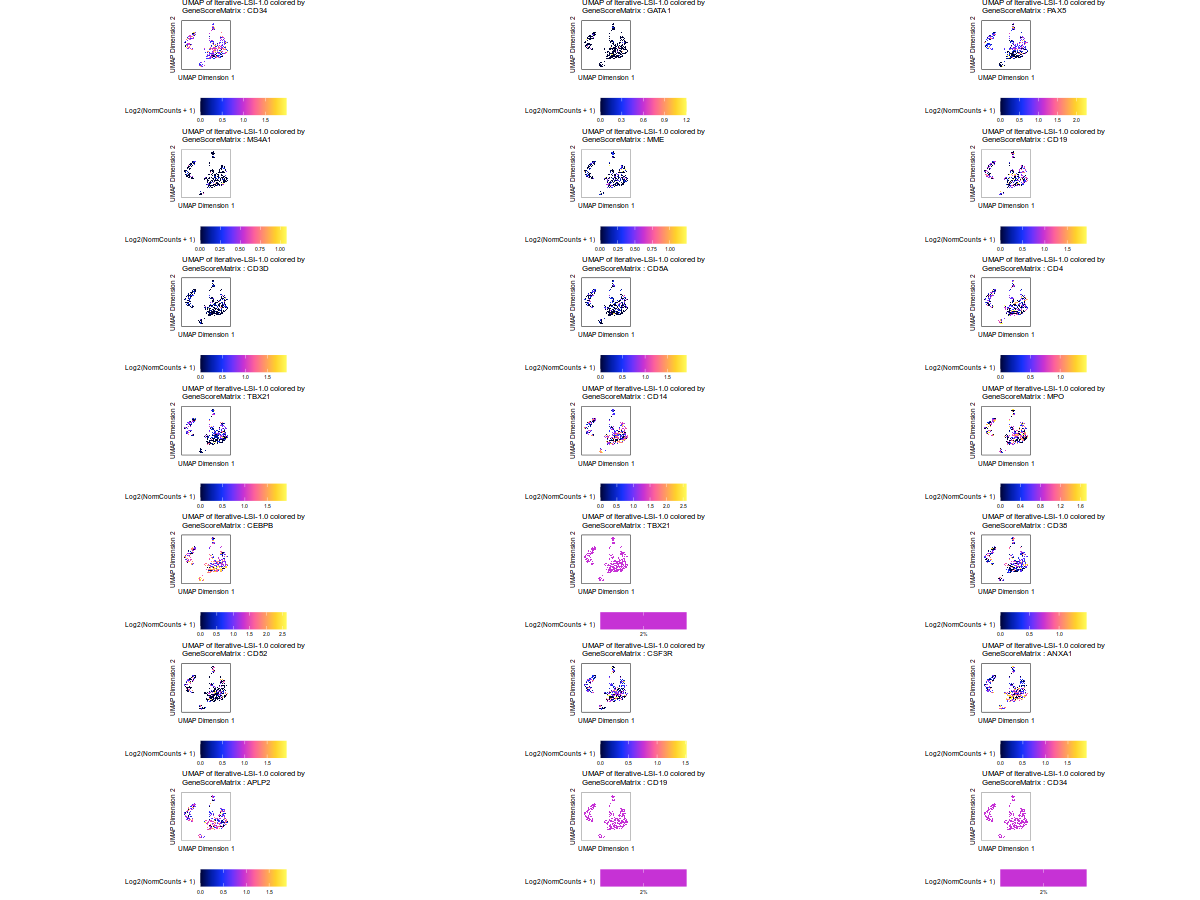 UMAP of Iterative-LSI-1.0 colored by
GeneScoreMatrix : CD34
UMAP Dimension 2
UMAP Dimension 1
Log2(NormCounts + 1)
0.0 0.5 1.0 1.5
UMAP of Iterative-LSI-1.0 colored by
GeneScoreMatrix : GATA1
UMAP Dimension 2
UMAP Dimension 1
Log2(NormCounts + 1)
0.0 0.3 0.6 0.9 1.2
UMAP of Iterative-LSI-1.0 colored by
GeneScoreMatrix : PAX5
UMAP Dimension 2
UMAP Dimension 1
Log2(NormCounts + 1)
0.0 0.5 1.0 1.5 2.0
UMAP of Iterative-LSI-1.0 colored by
GeneScoreMatrix : MS4A1
UMAP Dimension 2
UMAP Dimension 1
Log2(NormCounts + 1)
0.00 0.25 0.50 0.75 1.00
UMAP of Iterative-LSI-1.0 colored by
GeneScoreMatrix : MME
UMAP Dimension 2
UMAP Dimension 1
Log2(NormCounts + 1)
0.00 0.25 0.50 0.75 1.00
UMAP of Iterative-LSI-1.0 colored by
GeneScoreMatrix : CD19
UMAP Dimension 2
UMAP Dimension 1
Log2(NormCounts + 1)
0.0 0.5 1.0 1.5
UMAP of Iterative-LSI-1.0 colored by
GeneScoreMatrix : CD3D
UMAP Dimension 2
UMAP Dimension 1
Log2(NormCounts + 1)
0.0 0.5 1.0 1.5
UMAP of Iterative-LSI-1.0 colored by
GeneScoreMatrix : CD8A
UMAP Dimension 2
UMAP Dimension 1
Log2(NormCounts + 1)
0.0 0.5 1.0 1.5
UMAP of Iterative-LSI-1.0 colored by
GeneScoreMatrix : CD4
UMAP Dimension 2
UMAP Dimension 1
Log2(NormCounts + 1)
0.0 0.5 1.0
UMAP of Iterative-LSI-1.0 colored by
GeneScoreMatrix : TBX21
UMAP Dimension 2
UMAP Dimension 1
Log2(NormCounts + 1)
0.0 0.5 1.0 1.5
UMAP of Iterative-LSI-1.0 colored by
GeneScoreMatrix : CD14
UMAP Dimension 2
UMAP Dimension 1
Log2(NormCounts + 1)
0.0 0.5 1.0 1.5 2.0 2.5
UMAP of Iterative-LSI-1.0 colored by
GeneScoreMatrix : MPO
UMAP Dimension 2
UMAP Dimension 1
Log2(NormCounts + 1)
0.0 0.4 0.8 1.2 1.6
UMAP of Iterative-LSI-1.0 colored by
GeneScoreMatrix : CEBPB
UMAP Dimension 2
UMAP Dimension 1
Log2(NormCounts + 1)
0.0 0.5 1.0 1.5 2.0 2.5
UMAP of Iterative-LSI-1.0 colored by
GeneScoreMatrix : TBX21
UMAP Dimension 2
UMAP Dimension 1
Log2(NormCounts + 1)
2%
UMAP of Iterative-LSI-1.0 colored by
GeneScoreMatrix : CD38
UMAP Dimension 2
UMAP Dimension 1
Log2(NormCounts + 1)
0.0 0.5 1.0
UMAP of Iterative-LSI-1.0 colored by
GeneScoreMatrix : CD52
UMAP Dimension 2
UMAP Dimension 1
Log2(NormCounts + 1)
0.0 0.5 1.0 1.5
UMAP of Iterative-LSI-1.0 colored by
GeneScoreMatrix : CSF3R
UMAP Dimension 2
UMAP Dimension 1
Log2(NormCounts + 1)
0.0 0.5 1.0 1.5
UMAP of Iterative-LSI-1.0 colored by
GeneScoreMatrix : ANXA1
UMAP Dimension 2
UMAP Dimension 1
Log2(NormCounts + 1)
0.0 0.5 1.0 1.5
UMAP of Iterative-LSI-1.0 colored by
GeneScoreMatrix : APLP2
UMAP Dimension 2
UMAP Dimension 1
Log2(NormCounts + 1)
0.0 0.5 1.0 1.5
UMAP of Iterative-LSI-1.0 colored by
GeneScoreMatrix : CD19
UMAP Dimension 2
UMAP Dimension 1
Log2(NormCounts + 1)
2%
UMAP of Iterative-LSI-1.0 colored by
GeneScoreMatrix : CD34
UMAP Dimension 2
UMAP Dimension 1
Log2(NormCounts + 1)
2%